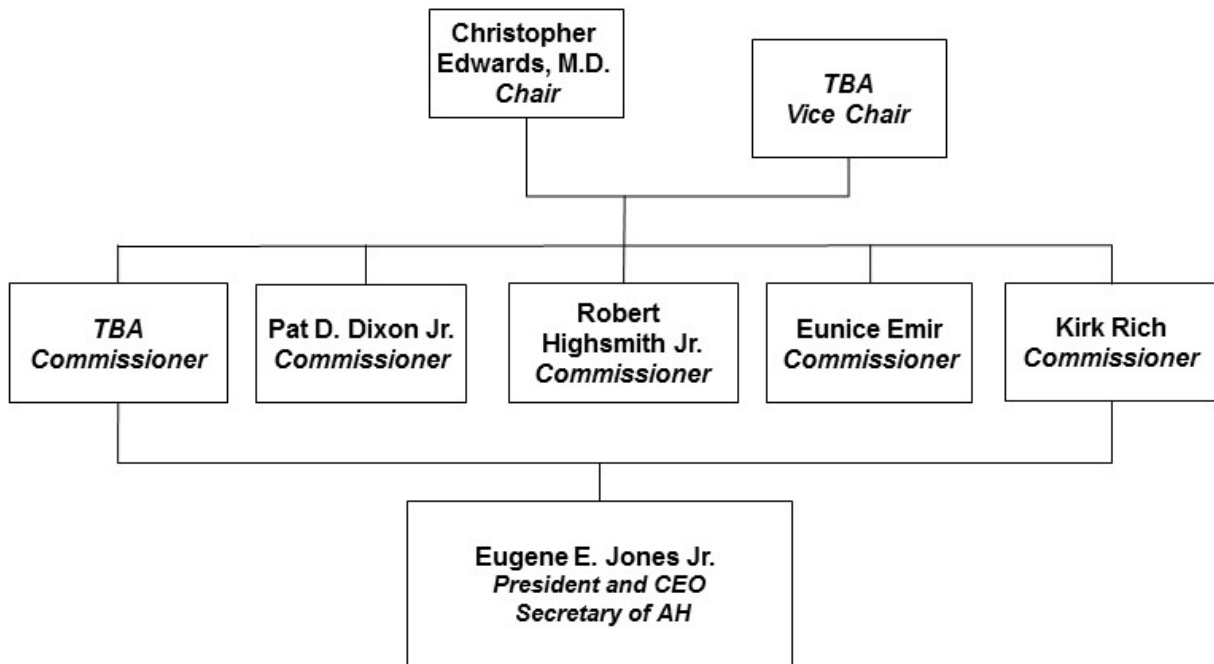 Christopher
Edwards, M.D.
Chair
TBA
Vice Chair
TBA
Commissioner
Pat D. Dixon Jr.
Commissioner
Robert
Highsmith Jr.
Commissioner
Eunice Emir
Commissioner
Kirk Rich
Commissioner
Eugene E. Jones Jr.
President and CEO
Secretary of AH